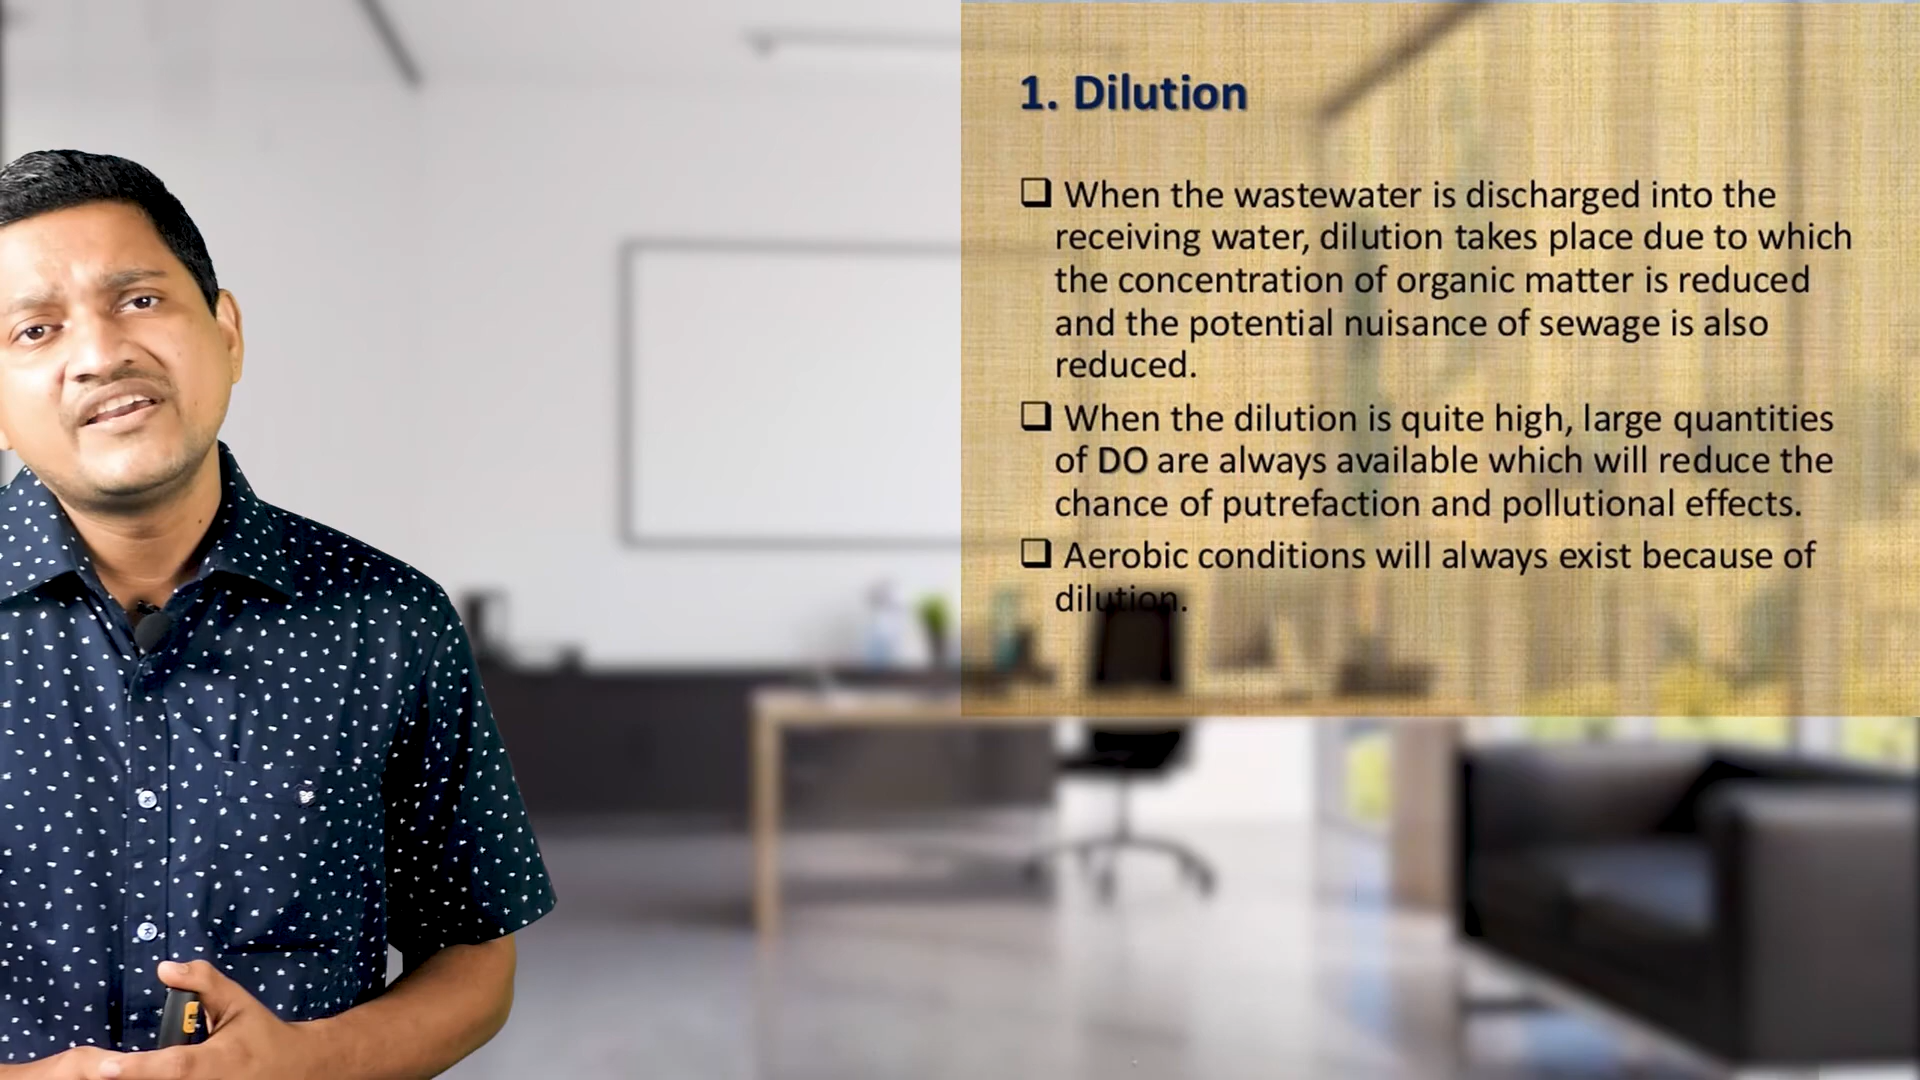 1. Dilution
❑ When the wastewater is discharged into the
receiving water, dilution takes place due to which
the concentration of organic matter is reduced
and the potential nuisance of sewage is also
reduced.
❑ When the dilution is quite high, large quantities
of DO are always available which will reduce the
chance of putrefaction and pollutional effects.
❑ Aerobic conditions will always exist because of
dilution.